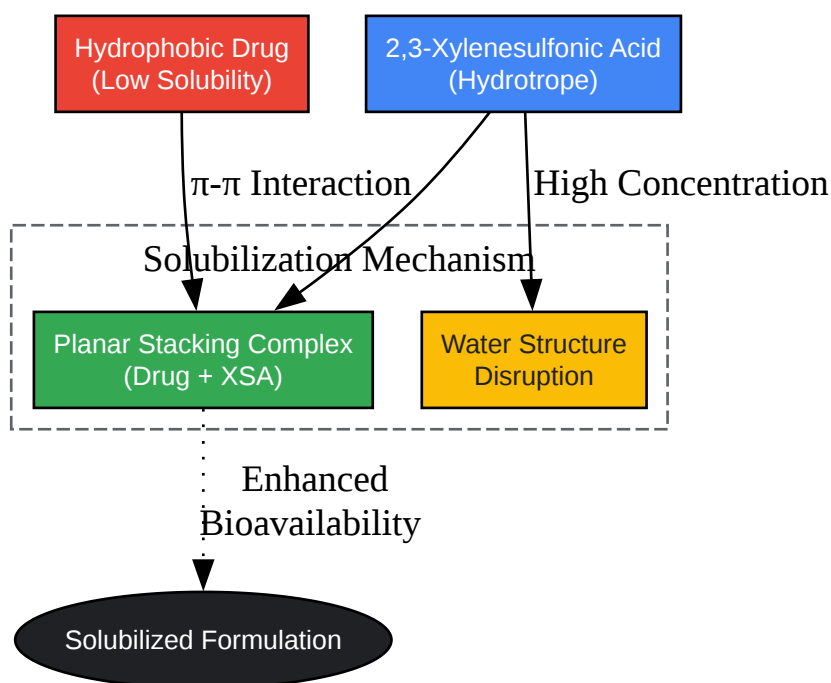 Hydrophobic Drug
(Low Solubility)
2,3-Xylenesulfonic Acid
(Hydrotrope)
π-π Interaction
High Concentration
Solubilization Mechanism
Planar Stacking Complex
(Drug + XSA)
Water Structure
Disruption
Enhanced
Bioavailability
Solubilized Formulation